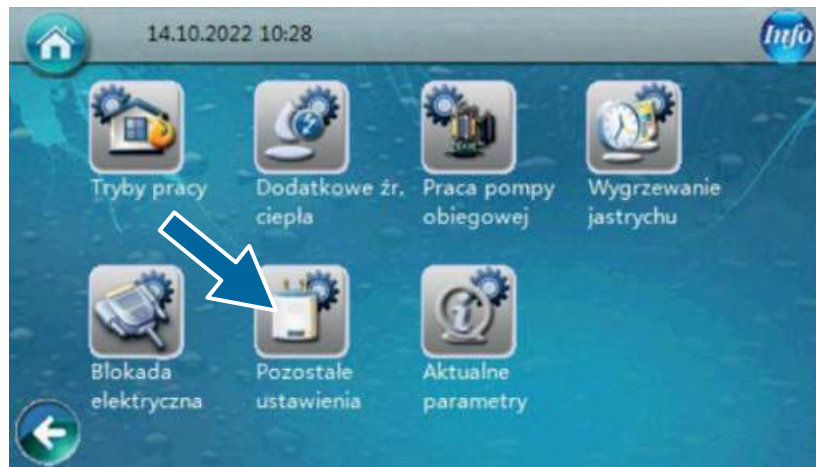 14.10.2022 10:28
Info
Tryby pracy
Dodatkowe źr.
ciepła
Praca pompy
obiegowej
Wygrzewanie
jastrychu
Blokada
elektryczna
Pozostałe
ustawienia
Aktualne
parametry